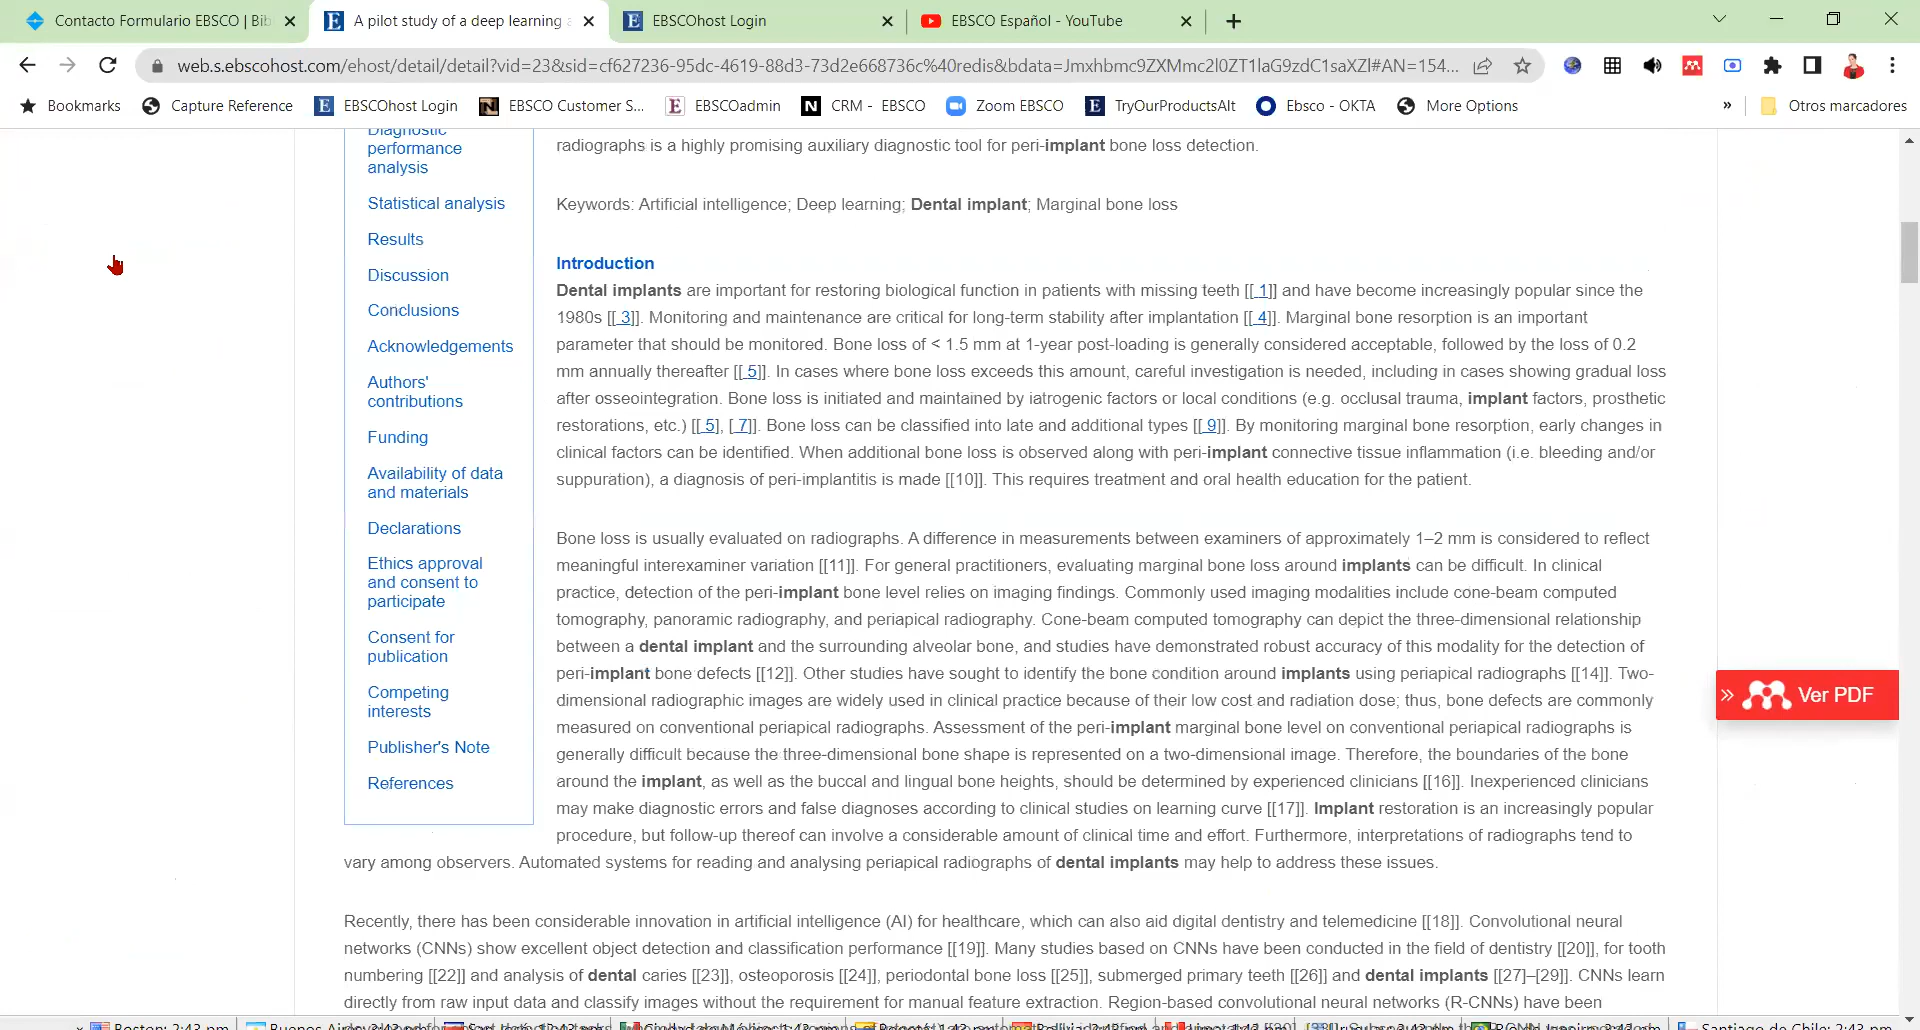 Contacto Formulario EBSCO | Bib
A pilot study of a deep learning a
EBSCOhost Login
EBSCO Español - YouTube
web.s.ebscohost.com/ehost/detail/detail?vid=23&sid=cf627236-95dc-4619-88d3-73d2e668736c%40redis&bdata=Jmxhbmc9ZXMmc2l0ZT1laG9zdC1saXZl#AN=154...
Bookmarks
Capture Reference
EBSCOhost Login
EBSCO Customer S...
EBSCOadmin
CRM - EBSCO
Zoom EBSCO
TryOurProductsAlt
Ebsco - OKTA
More Options
»
Otros marcadores
Diagnostic
performance
analysis
Statistical analysis
Results
Discussion
Conclusions
Acknowledgements
Authors'
contributions
Funding
Availability of data
and materials
Declarations
Ethics approval
and consent to
participate
Consent for
publication
Competing
interests
Publisher's Note
References
radiographs is a highly promising auxiliary diagnostic tool for peri-implant bone loss detection.
Keywords: Artificial intelligence; Deep learning; Dental implant; Marginal bone loss
Introduction
Dental implants are important for restoring biological function in patients with missing teeth [[ 1]] and have become increasingly popular since the
1980s [[ 3]]. Monitoring and maintenance are critical for long-term stability after implantation [[ 4]]. Marginal bone resorption is an important
parameter that should be monitored. Bone loss of < 1.5 mm at 1-year post-loading is generally considered acceptable, followed by the loss of 0.2
mm annually thereafter [[ 5]]. In cases where bone loss exceeds this amount, careful investigation is needed, including in cases showing gradual loss
after osseointegration. Bone loss is initiated and maintained by iatrogenic factors or local conditions (e.g. occlusal trauma, implant factors, prosthetic
restorations, etc.) [[ 5], [ 7]]. Bone loss can be classified into late and additional types [[ 9]]. By monitoring marginal bone resorption, early changes in
clinical factors can be identified. When additional bone loss is observed along with peri-implant connective tissue inflammation (i.e. bleeding and/or
suppuration), a diagnosis of peri-implantitis is made [[10]]. This requires treatment and oral health education for the patient.
Bone loss is usually evaluated on radiographs. A difference in measurements between examiners of approximately 1–2 mm is considered to reflect
meaningful interexaminer variation [[11]]. For general practitioners, evaluating marginal bone loss around implants can be difficult. In clinical
practice, detection of the peri-implant bone level relies on imaging findings. Commonly used imaging modalities include cone-beam computed
tomography, panoramic radiography, and periapical radiography. Cone-beam computed tomography can depict the three-dimensional relationship
between a dental implant and the surrounding alveolar bone, and studies have demonstrated robust accuracy of this modality for the detection of
peri-implant bone defects [[12]]. Other studies have sought to identify the bone condition around implants using periapical radiographs [[14]]. Two-
dimensional radiographic images are widely used in clinical practice because of their low cost and radiation dose; thus, bone defects are commonly
measured on conventional periapical radiographs. Assessment of the peri-implant marginal bone level on conventional periapical radiographs is
generally difficult because the three-dimensional bone shape is represented on a two-dimensional image. Therefore, the boundaries of the bone
around the implant, as well as the buccal and lingual bone heights, should be determined by experienced clinicians [[16]]. Inexperienced clinicians
may make diagnostic errors and false diagnoses according to clinical studies on learning curve [[17]]. Implant restoration is an increasingly popular
procedure, but follow-up thereof can involve a considerable amount of clinical time and effort. Furthermore, interpretations of radiographs tend to
vary among observers. Automated systems for reading and analysing periapical radiographs of dental implants may help to address these issues.
Recently, there has been considerable innovation in artificial intelligence (AI) for healthcare, which can also aid digital dentistry and telemedicine [[18]]. Convolutional neural
networks (CNNs) show excellent object detection and classification performance [[19]]. Many studies based on CNNs have been conducted in the field of dentistry [[20]], for tooth
numbering [[22]] and analysis of dental caries [[23]], osteoporosis [[24]], periodontal bone loss [[25]], submerged primary teeth [[26]] and dental implants [[27]–[29]]. CNNs learn
directly from raw input data and classify images without the requirement for manual feature extraction. Region-based convolutional neural networks (R-CNNs) have been
» Ver PDF
Boston: 2:43 pm
Santiago de Chile: 2:43 pm